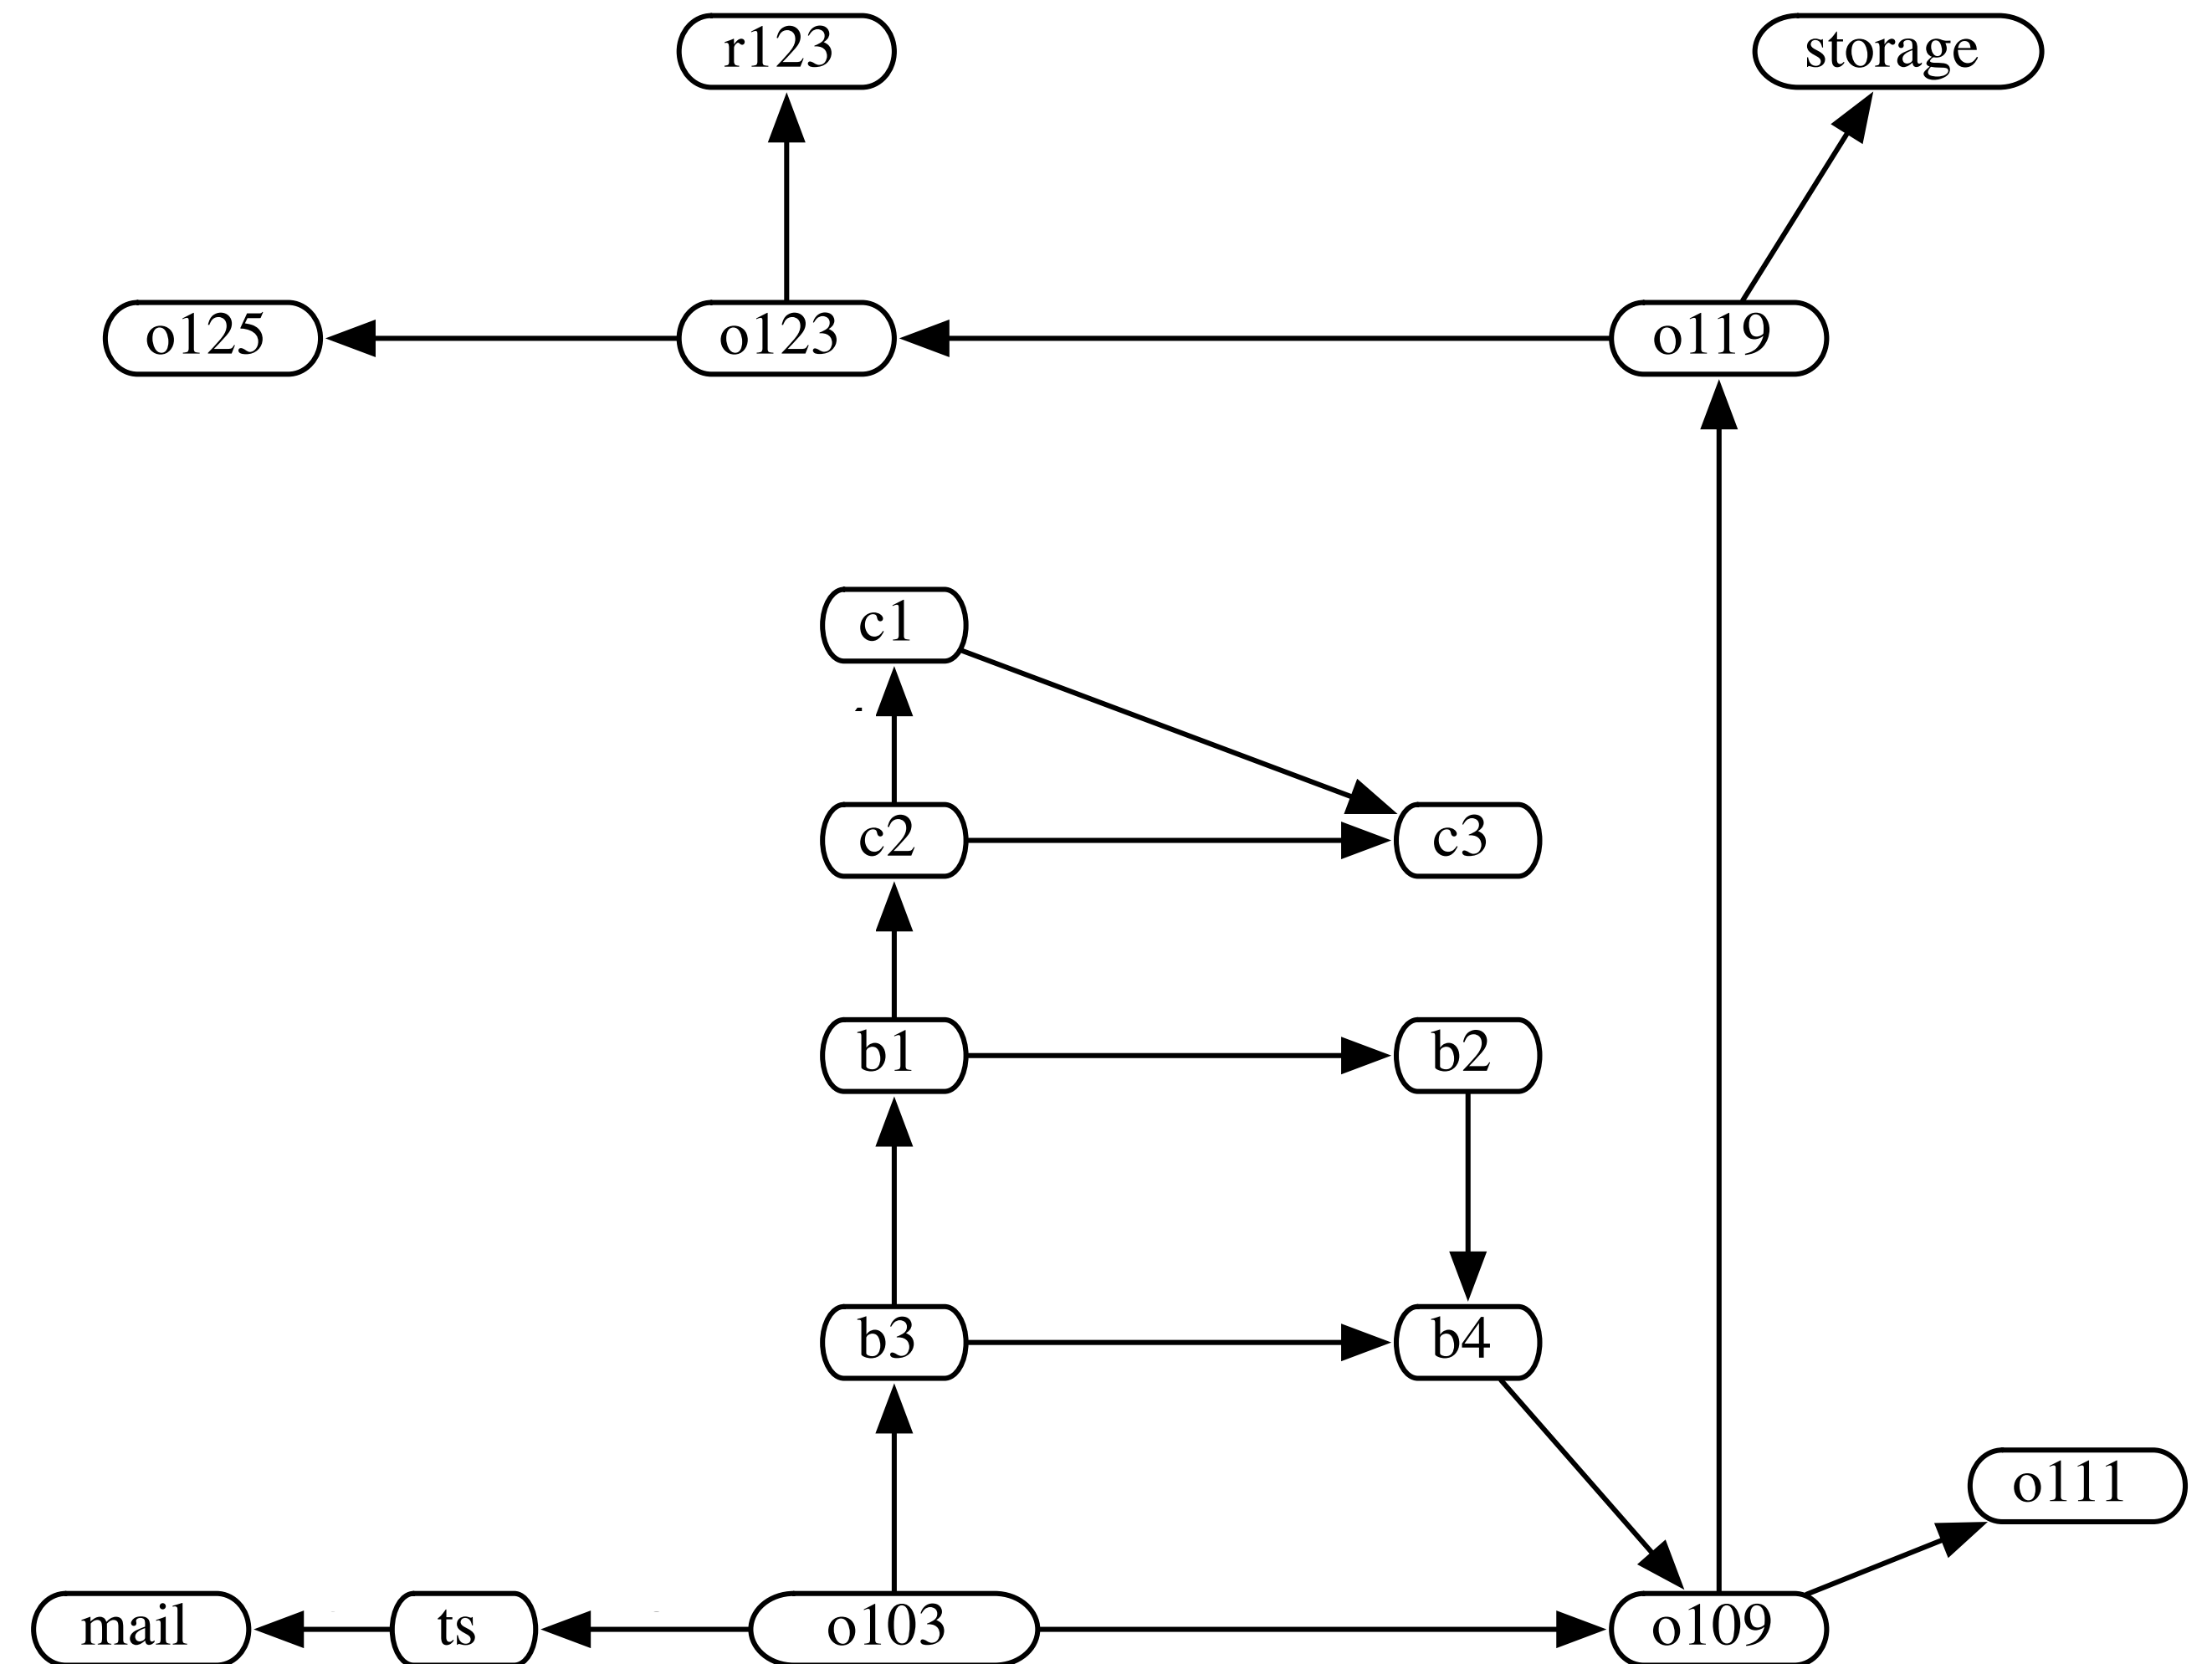 r123
storage
o125
o123
o119
c1
c2
c3
b1
b2
b3
b4
o111
mail
ts
o103
o109